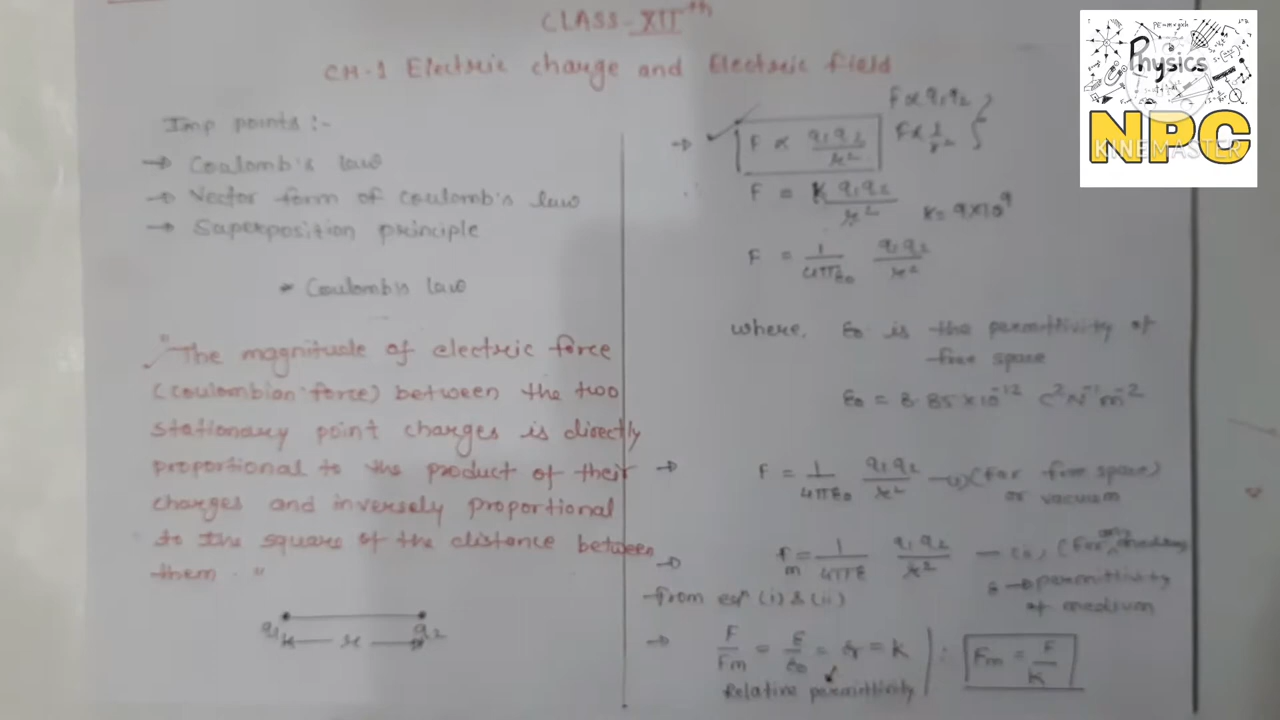 CLASS-XIIth
CH-1 Electric charge and Electric field
Imp points :-
→ Coalomb's law
→ Vector form of coulomb's law
→ Superposition principle
* Coulomb's law
"The magnitude of electric force
(coulombian force) between the two
stationary point charges is directly
proportional to the product of their
charges and inversely proportional
to the square of the distance between
them."
q1 r q2
F ∝ q1q2
F ∝ 1/r²
→ F ∝ q1q2/r²
F = K q1q2/r² K = 9×10⁹
F = 1/4πε0 q1q2/r²
where, ε0 is the permittivity of
free space
ε0 = 8.85×10⁻¹² C²N⁻¹m⁻²
→ F = 1/4πε0 q1q2/r² —(i) (for free space)
or vacuum
→ Fm = 1/4πε q1q2/r² — (ii) (For any medium)
ε → permittivity
of medium
from eqn (i) & (ii)
→ F/Fm = ε/ε0 = εr = K | ∴ Fm = F/K
Relative permittivity
Physics
NPC
KINEMASTER